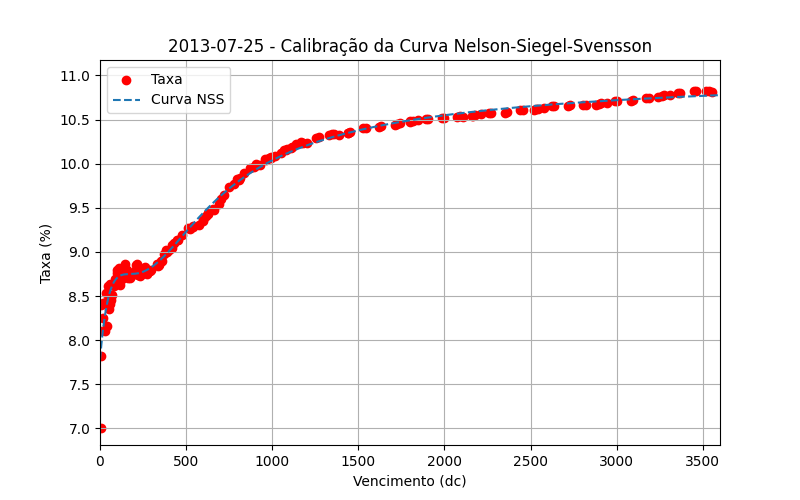 2013-07-25 - Calibração da Curva Nelson-Siegel-Svensson
Taxa
Curva NSS
11.0
10.5
10.0
9.5
9.0
8.5
8.0
7.5
7.0
Taxa (%)
0 500 1000 1500 2000 2500 3000 3500
Vencimento (dc)